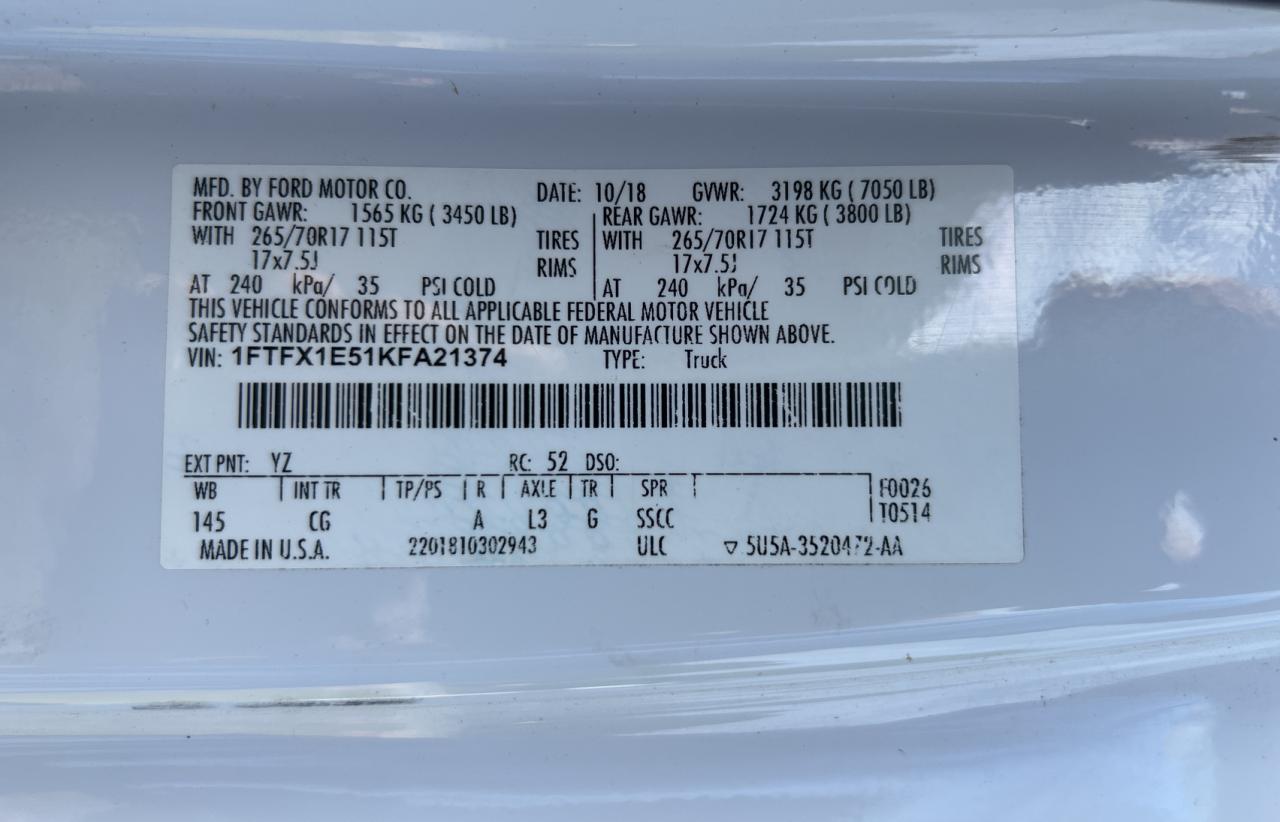 MFD. BY FORD MOTOR CO. DATE: 10/18 GVWR: 3198 KG ( 7050 LB)
FRONT GAWR: 1565 KG ( 3450 LB) REAR GAWR: 1724 KG ( 3800 LB)
WITH 265/70R17 115T TIRES WITH 265/70R17 115T TIRES
17x7.5J RIMS 17x7.5J RIMS
AT 240 kPa/ 35 PSI COLD AT 240 kPa/ 35 PSI COLD
THIS VEHICLE CONFORMS TO ALL APPLICABLE FEDERAL MOTOR VEHICLE
SAFETY STANDARDS IN EFFECT ON THE DATE OF MANUFACTURE SHOWN ABOVE.
VIN: 1FTFX1E51KFA21374 TYPE: Truck
EXT PNT: YZ RC: 52 DSO:
WB INT TR TP/PS R AXLE TR SPR F0026
145 CG A L3 G SSCC T0514
MADE IN U.S.A. 2201810302943 ULC ▽ 5U5A-3520472-AA